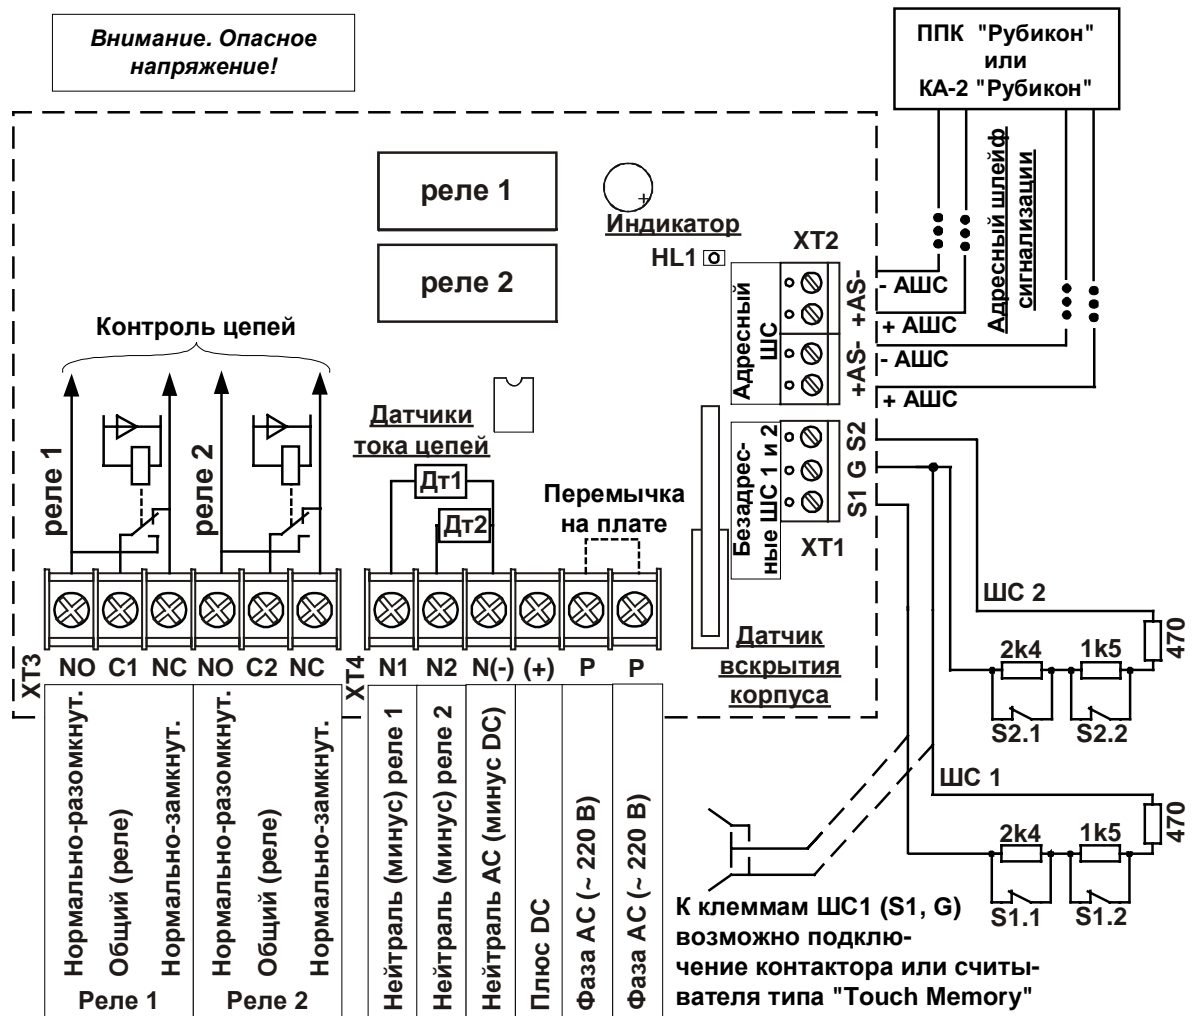 Внимание. Опасное
напряжение!
ППК "Рубикон"
или
КА-2 "Рубикон"
Адресный шлейф
сигнализации
реле 1
реле 2
+
Индикатор
HL1
XT2
Адресный
ШС
+AS-
+AS-
- АШС
+ АШС
- АШС
+ АШС
Контроль цепей
реле 1
реле 2
Датчики
тока цепей
Дт1
Дт2
Перемычка
на плате
Безадрес-
ные ШС 1 и 2
S1 G S2
XT1
Датчик
вскрытия
корпуса
ШС 2
470
2k4
1k5
S2.1
S2.2
ШС 1
470
2k4
1k5
S1.1
S1.2
XT3
NO C1 NC NO C2 NC
XT4
N1 N2 N(-) (+) P P
Нормально-разомкнут.
Общий (реле)
Нормально-замкнут.
Реле 1
Нормально-разомкнут.
Общий (реле)
Нормально-замкнут.
Реле 2
Нейтраль (минус) реле 1
Нейтраль (минус) реле 2
Нейтраль АС (минус DC)
Плюс DC
Фаза АС (~ 220 В)
Фаза АС (~ 220 В)
К клеммам ШС1 (S1, G)
возможно подклю-
чение контактора или считы-
вателя типа "Touch Memory"